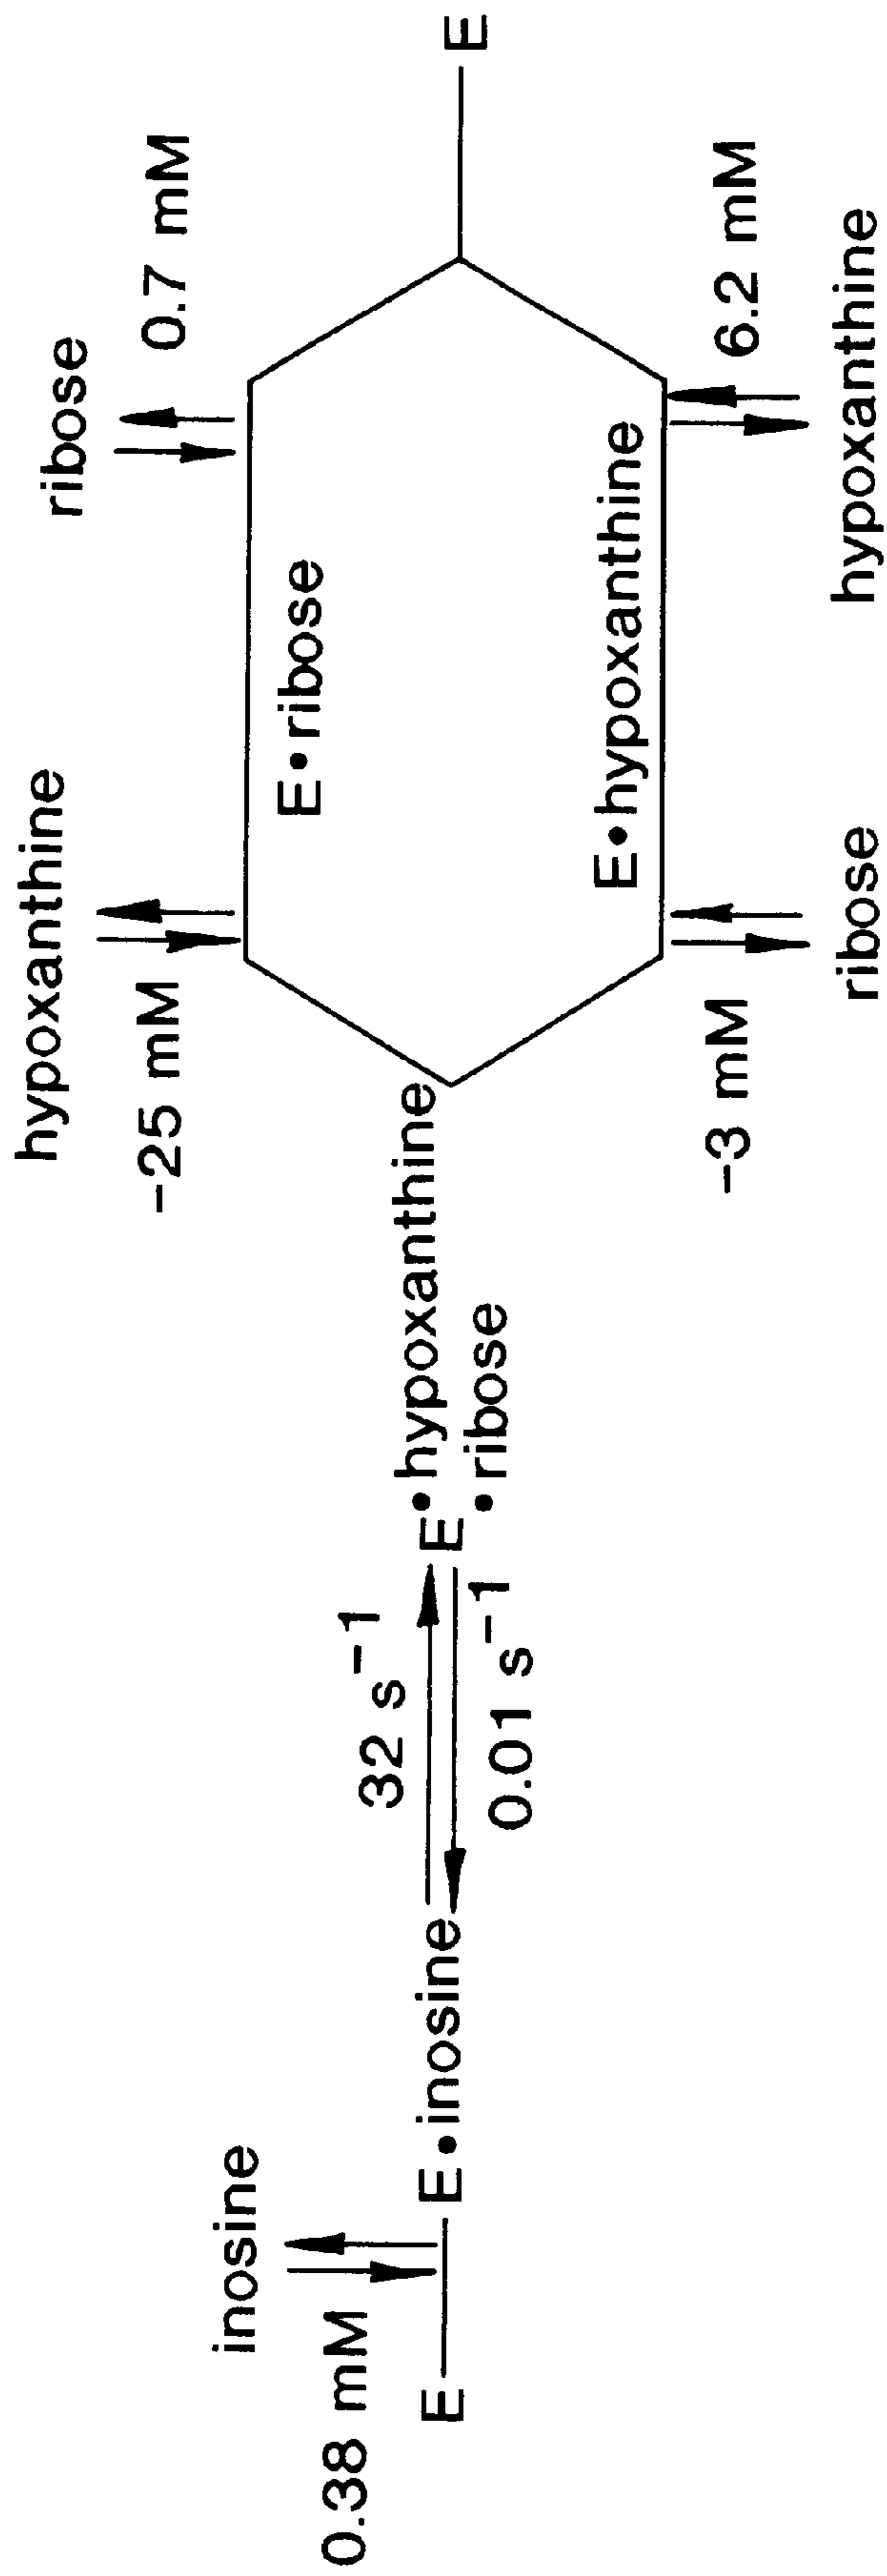 0.38 mM
inosine
E
E•inosine
32 s⁻¹
0.01 s⁻¹
E•hypoxanthine
•ribose
hypoxanthine
ribose
-25 mM
0.7 mM
E•ribose
E•hypoxanthine
E
-3 mM
6.2 mM
ribose
hypoxanthine